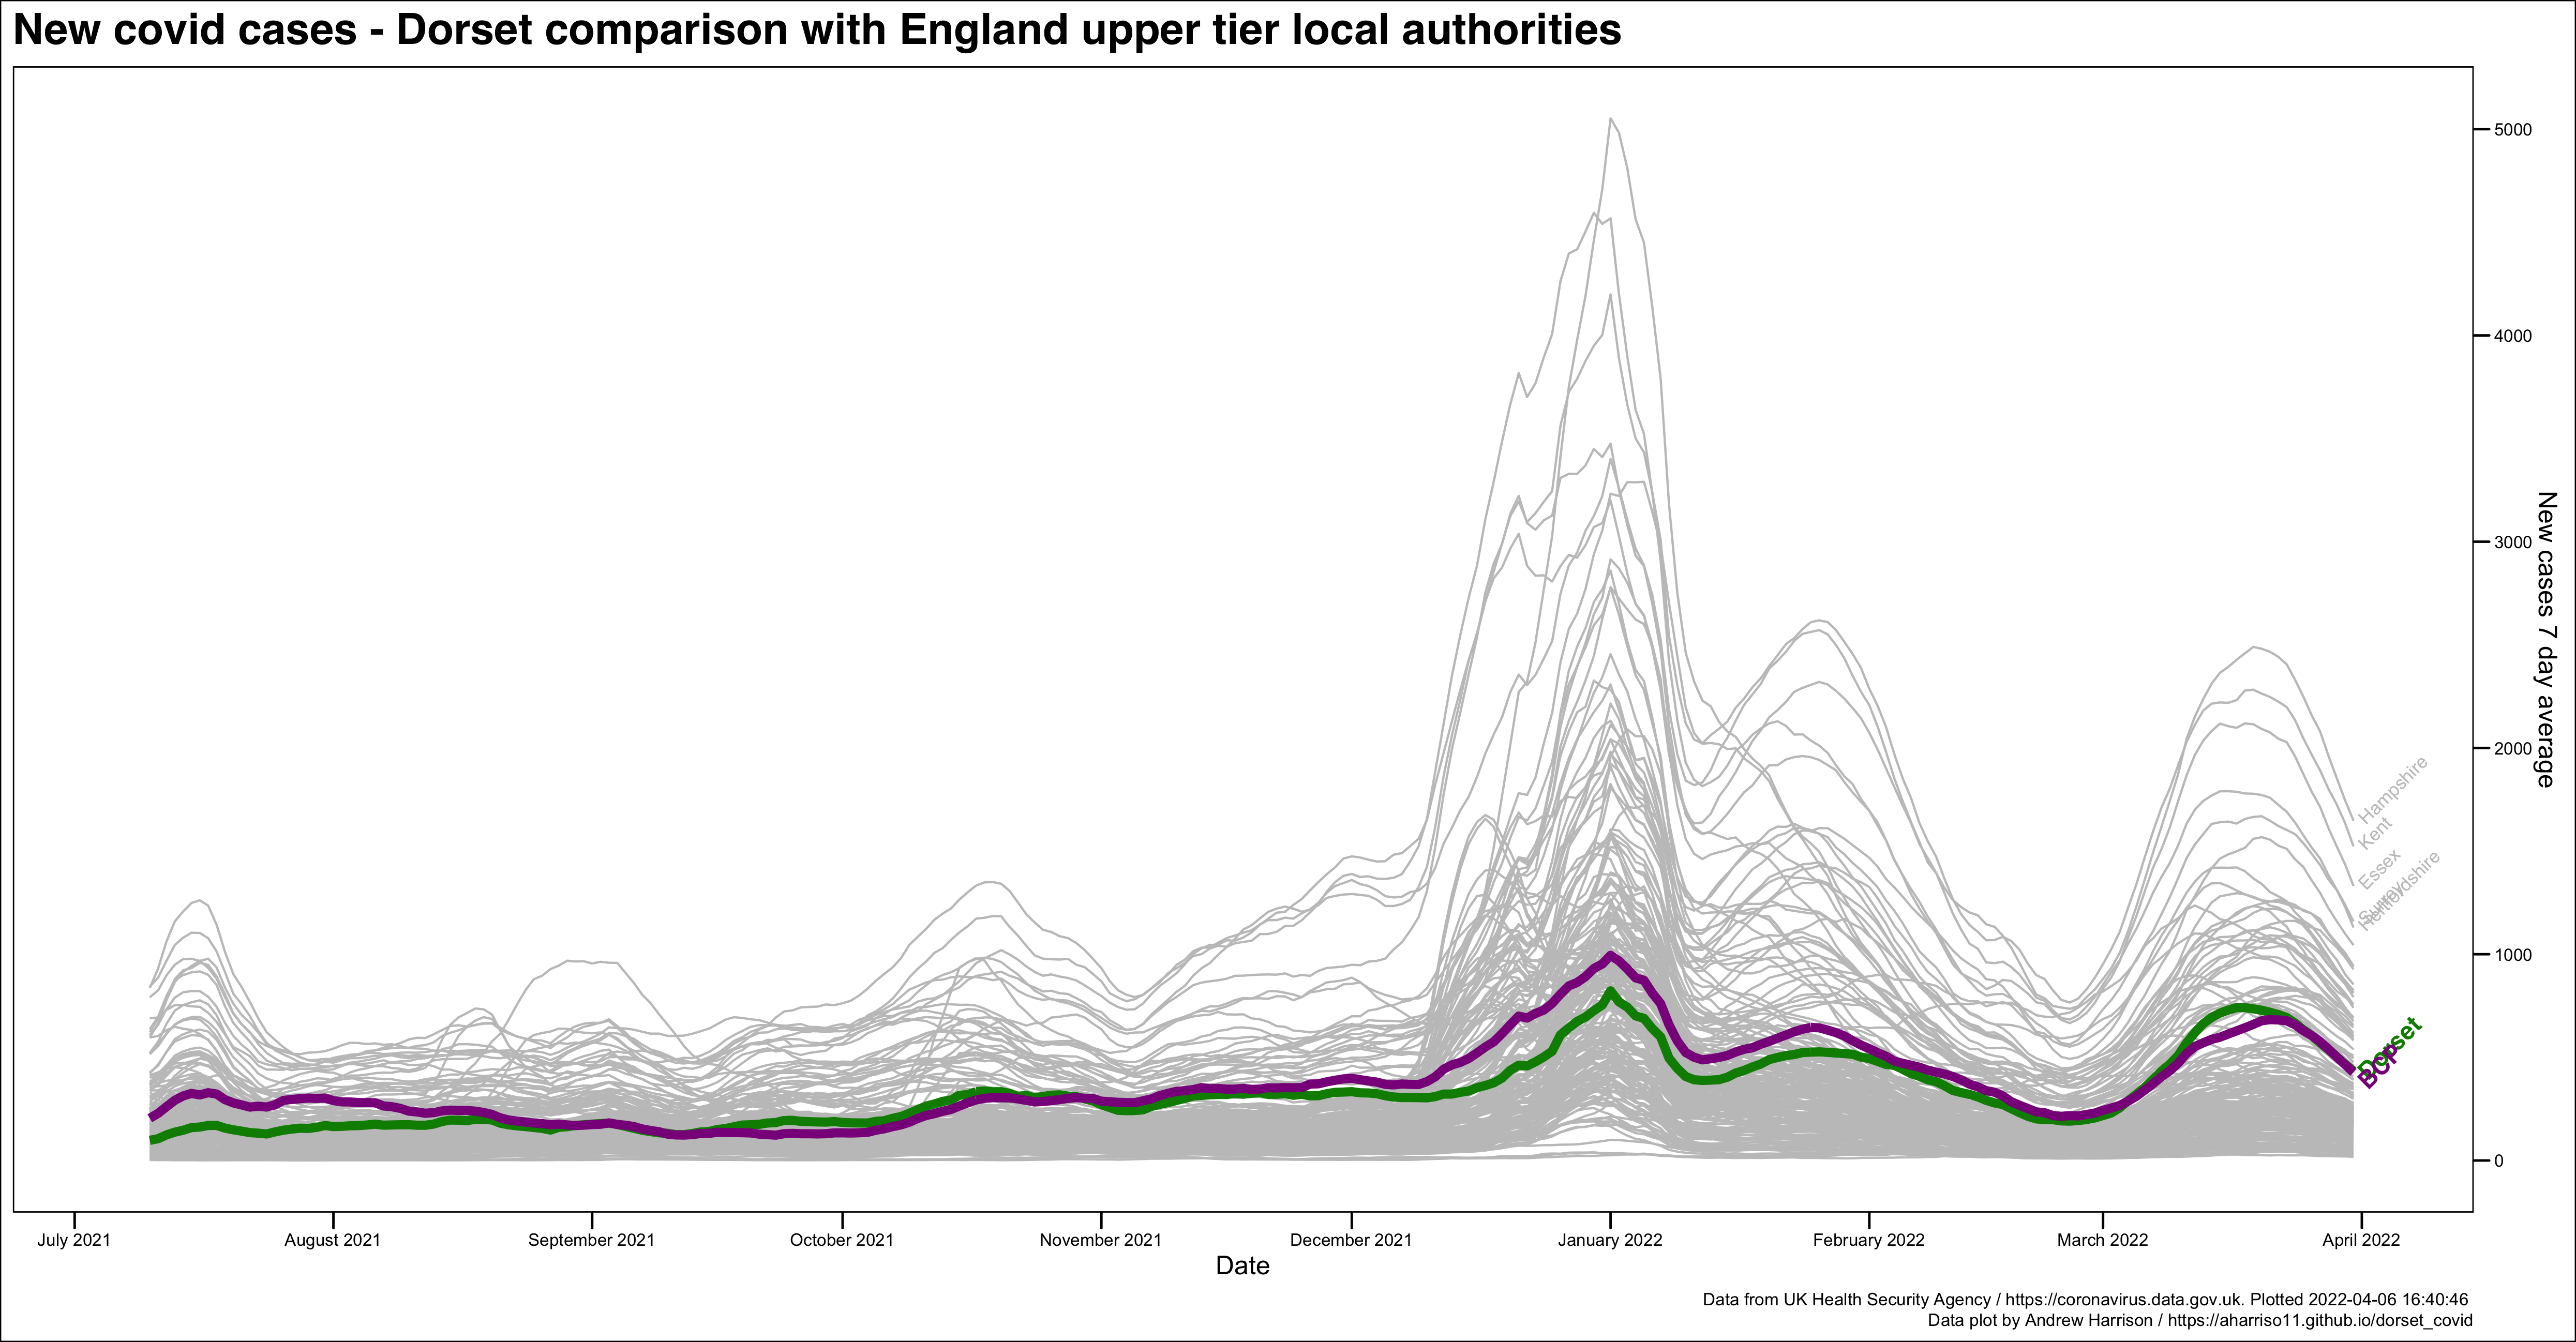 New covid cases - Dorset comparison with England upper tier local authorities
5000
4000
3000
2000
1000
0
New cases 7 day average
Hampshire
Kent
Essex
Surrey
Hertfordshire
Dorset
BCP
July 2021
August 2021
September 2021
October 2021
November 2021
December 2021
January 2022
February 2022
March 2022
April 2022
Date
Data from UK Health Security Agency / https://coronavirus.data.gov.uk. Plotted 2022-04-06 16:40:46
Data plot by Andrew Harrison / https://aharriso11.github.io/dorset_covid